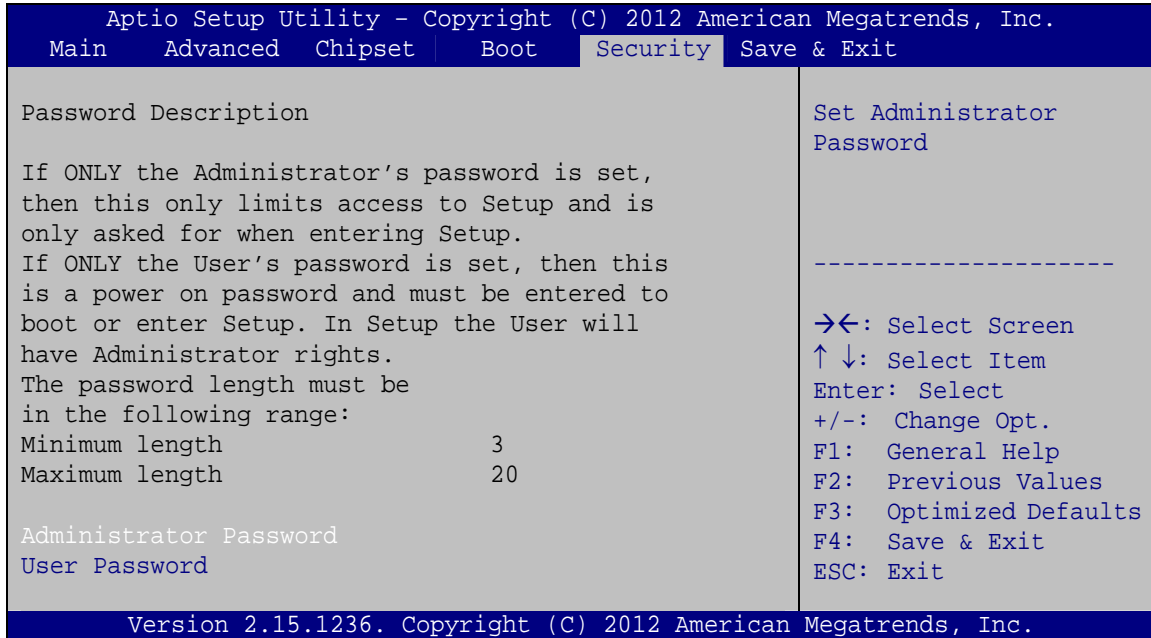 Aptio Setup Utility – Copyright (C) 2012 American Megatrends, Inc.
Main Advanced Chipset Boot Security Save & Exit
Password Description
If ONLY the Administrator’s password is set,
then this only limits access to Setup and is
only asked for when entering Setup.
If ONLY the User’s password is set, then this
is a power on password and must be entered to
boot or enter Setup. In Setup the User will
have Administrator rights.
The password length must be
in the following range:
Minimum length 3
Maximum length 20
Administrator Password
User Password
Set Administrator
Password
---------------------
→←: Select Screen
↑ ↓: Select Item
Enter: Select
+/-: Change Opt.
F1: General Help
F2: Previous Values
F3: Optimized Defaults
F4: Save & Exit
ESC: Exit
Version 2.15.1236. Copyright (C) 2012 American Megatrends, Inc.